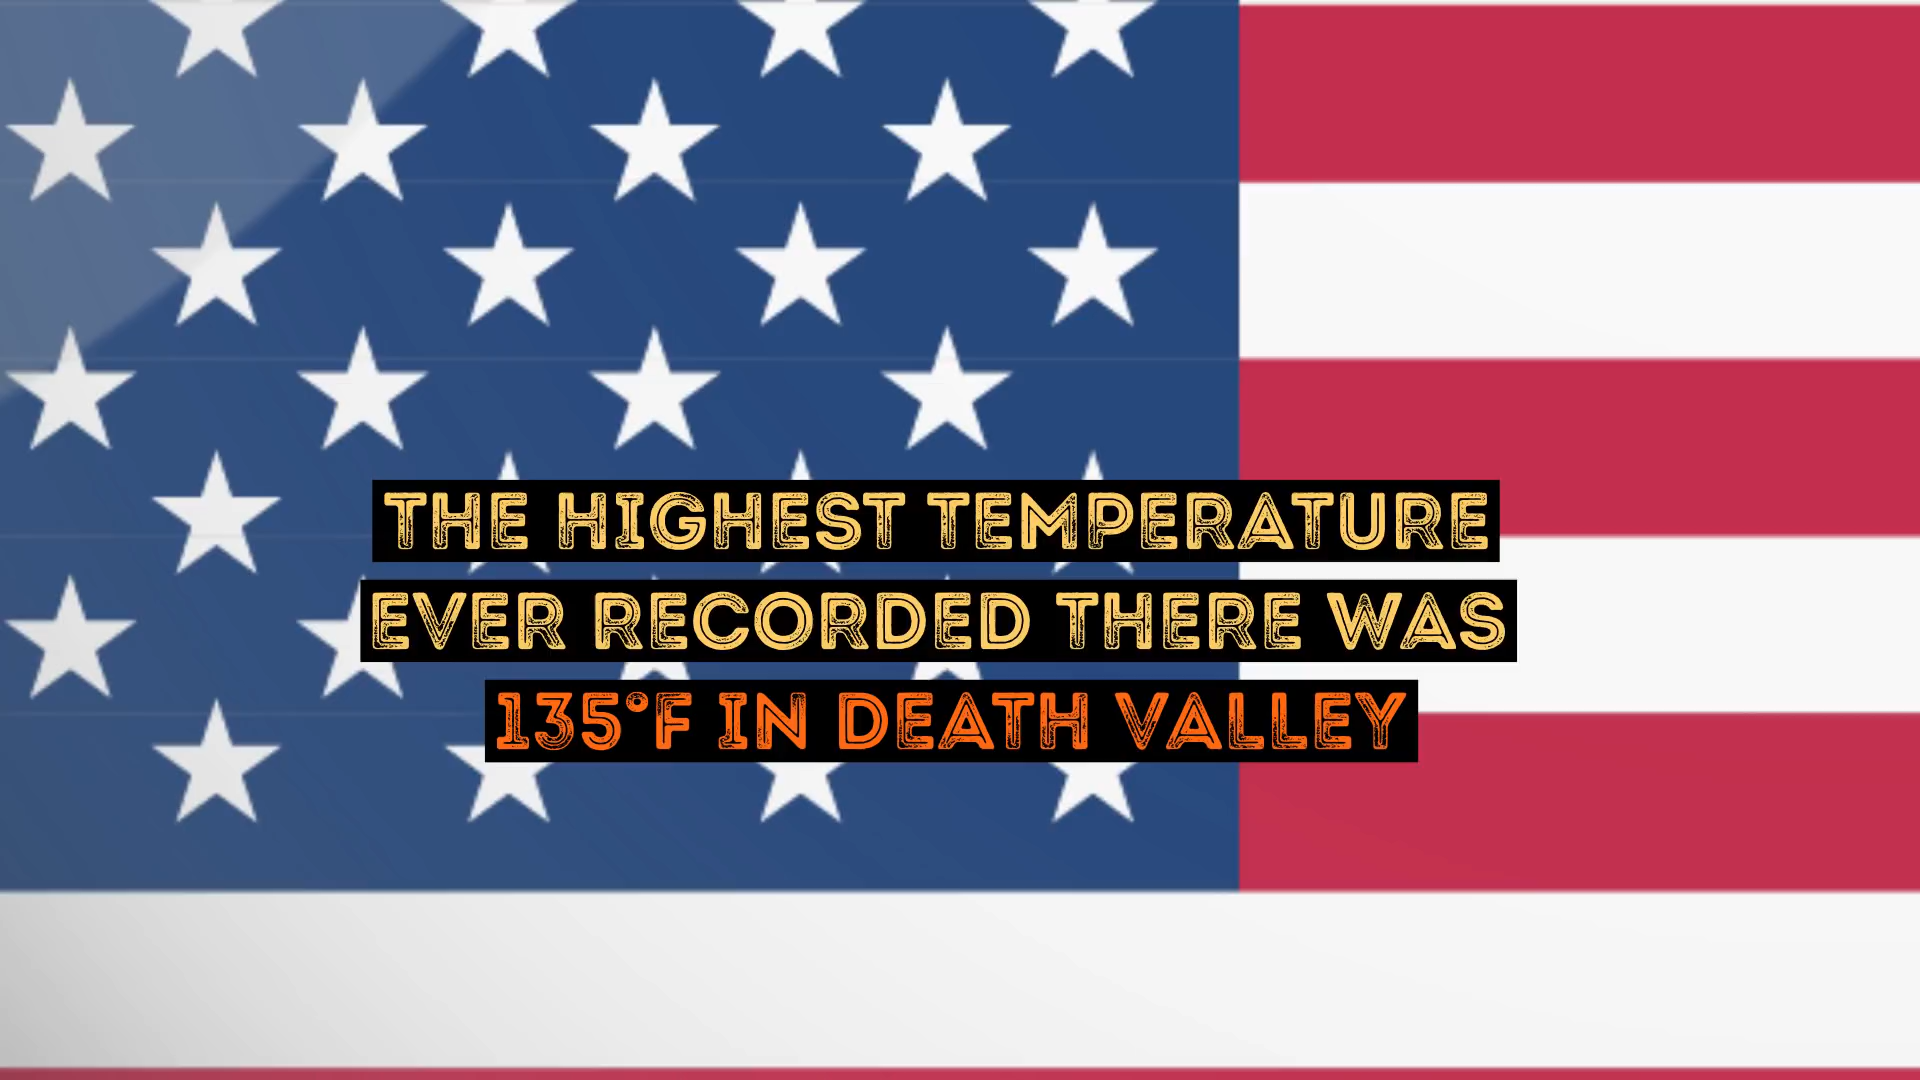 THE HIGHEST TEMPERATURE
EVER RECORDED THERE WAS
135°F IN DEATH VALLEY